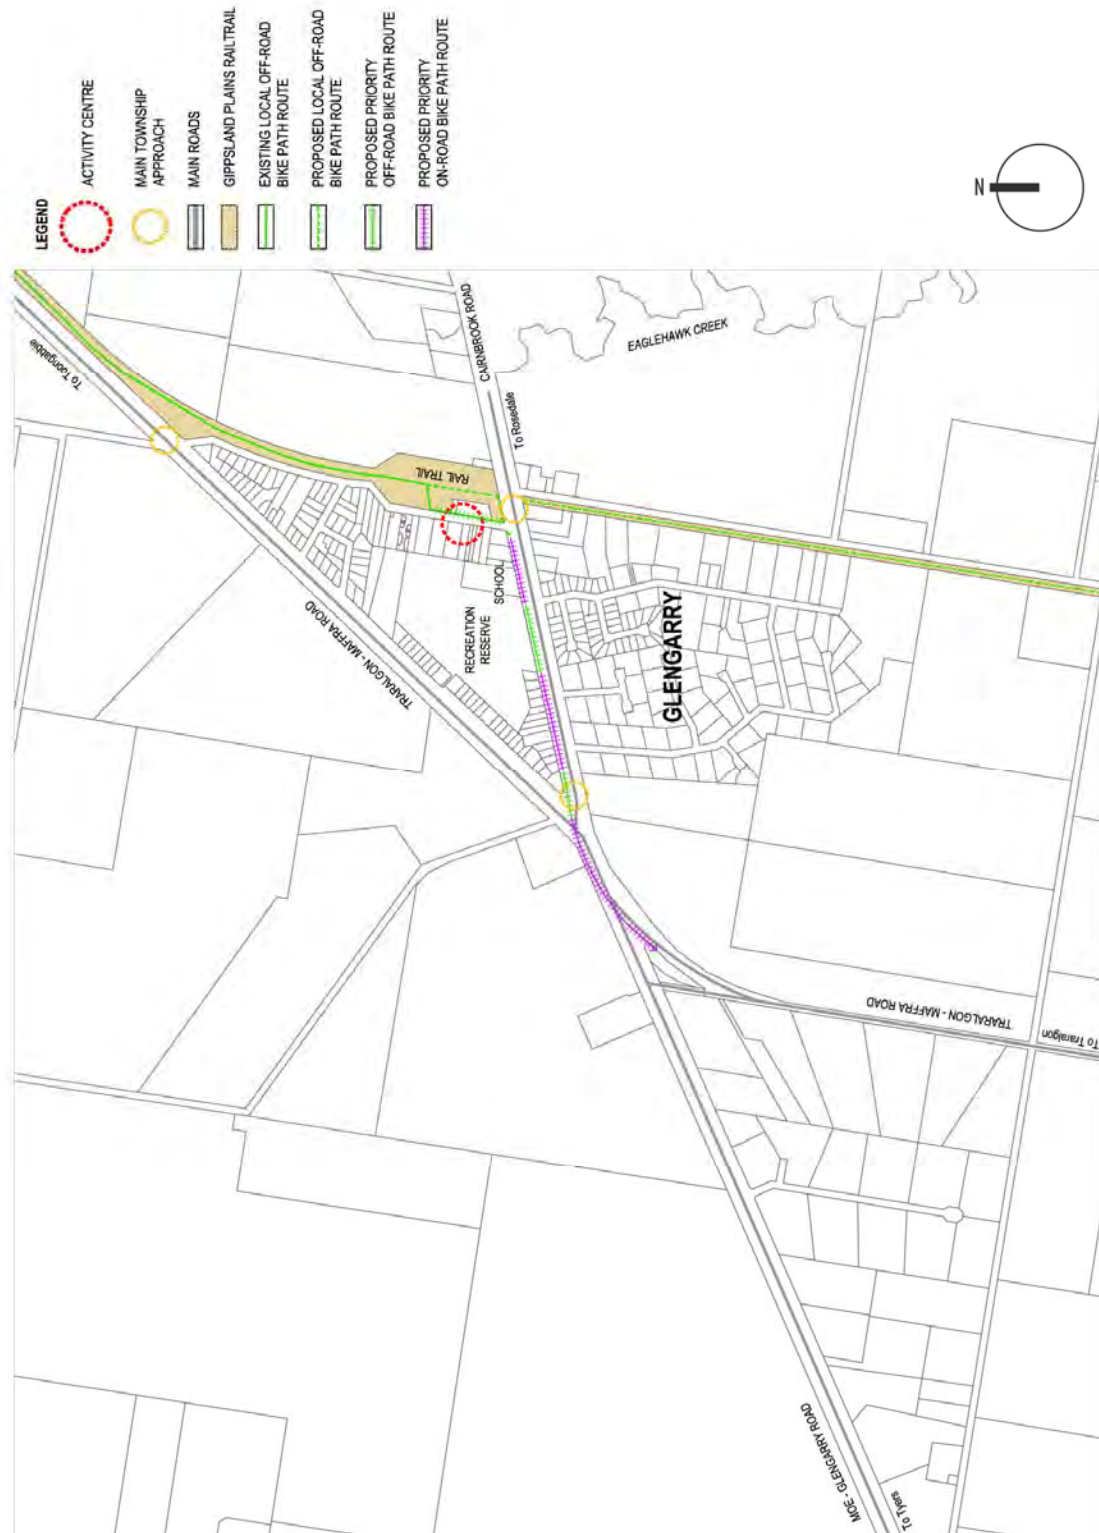 LEGEND
ACTIVITY CENTRE
MAIN TOWNSHIP
APPROACH
MAIN ROADS
GIPPSLAND PLAINS RAILTRAIL
EXISTING LOCAL OFF-ROAD
BIKE PATH ROUTE
PROPOSED LOCAL OFF-ROAD
BIKE PATH ROUTE
PROPOSED PRIORITY
OFF-ROAD BIKE PATH ROUTE
PROPOSED PRIORITY
ON-ROAD BIKE PATH ROUTE
N
To Toongabbie
CAIRNBROOK ROAD
To Rosedale
EAGLEHAWK CREEK
RAIL TRAIL
SCHOOL
RECREATION
RESERVE
TRARALGON - MAFFRA ROAD
GLENGARRY
TRARALGON - MAFFRA ROAD
To Traralgon
MOE - GLENGARRY ROAD
To Tyers